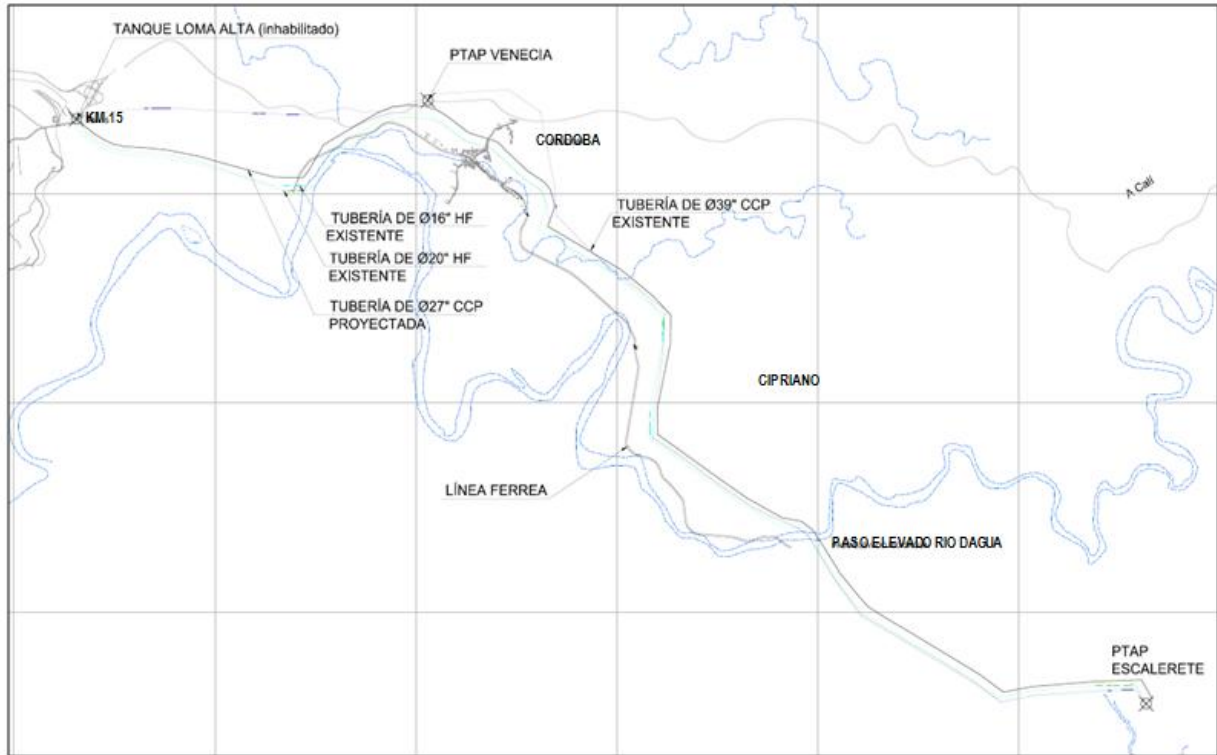 TANQUE LOMA ALTA (inhabilitado)
PTAP VENECIA
KM 15
CORDOBA
A Cali
TUBERÍA DE Ø16" HF
EXISTENTE
TUBERÍA DE Ø39" CCP
EXISTENTE
TUBERÍA DE Ø20" HF
EXISTENTE
TUBERÍA DE Ø27" CCP
PROYECTADA
CIPRIANO
LÍNEA FERREA
PASO ELEVADO RIO DAGUA
PTAP
ESCALERETE